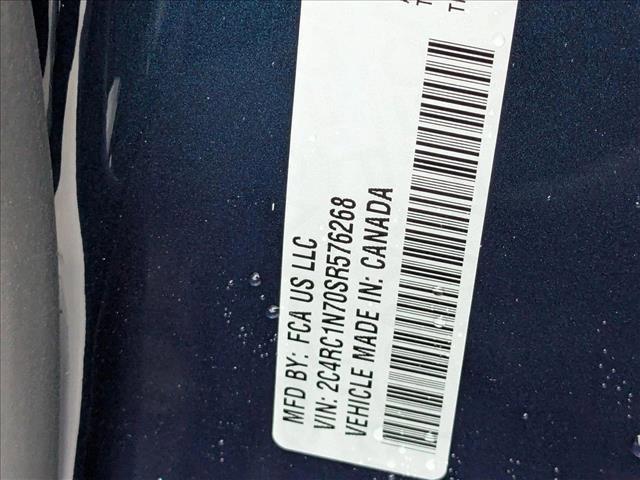 MFD BY: FCA US LLC
VIN: 2C4RC1N70SR576268
VEHICLE MADE IN: CANADA